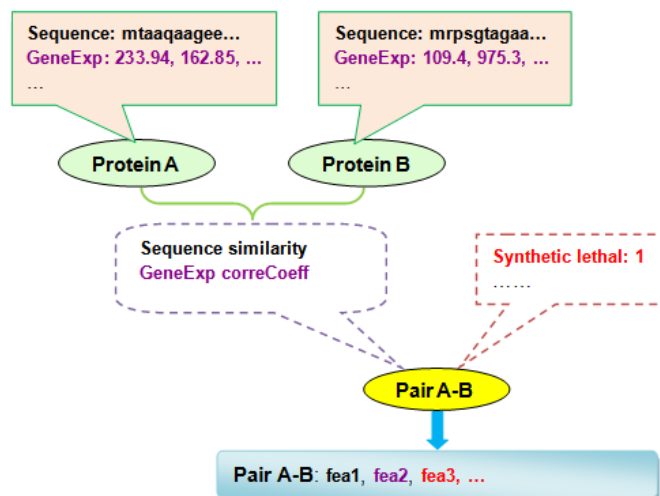 Sequence: mtaaqaagee...
GeneExp: 233.94, 162.85, ...
...
Sequence: mrpsgtagaa...
GeneExp: 109.4, 975.3, ...
...
Protein A
Protein B
Sequence similarity
GeneExp correCoeff
Synthetic lethal: 1
......
Pair A-B
Pair A-B: fea1, fea2, fea3, ...